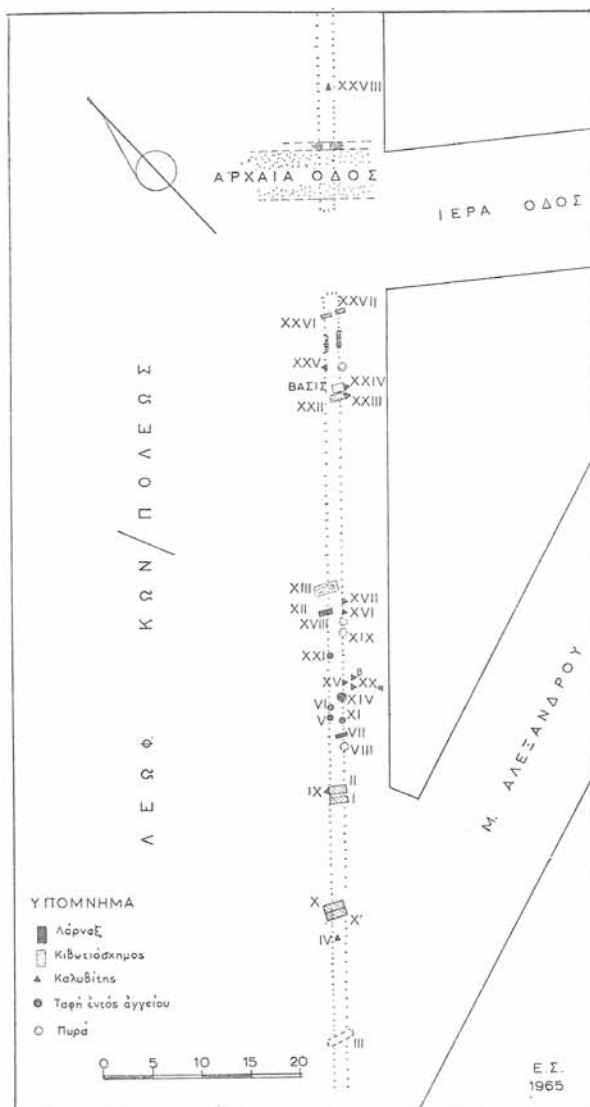 XXVIII
ΑΡΧΑΙΑ ΟΔΟΣ
ΙΕΡΑ ΟΔΟΣ
XXVII
XXVI
XXV
ΒΑΣΙΣ
XXIV
XXII
XXIII
ΛΕΩΦ. ΚΩΝ/ΠΟΛΕΩΣ
XIII
XVII
XII
XVI
XVIII
XIX
XXI
β
XV
XX α
XIV
VI
V
XI
VII
VIII
II
IX
I
Μ. ΑΛΕΞΑΝΔΡΟΥ
X
X'
IV
III
ΥΠΟΜΝΗΜΑ
Λάρναξ
Κιβωτιόσχημος
Καλυβίτης
Ταφή ἐντός ἀγγείου
Πυρά
0 5 10 15 20
Ε.Σ.
1965